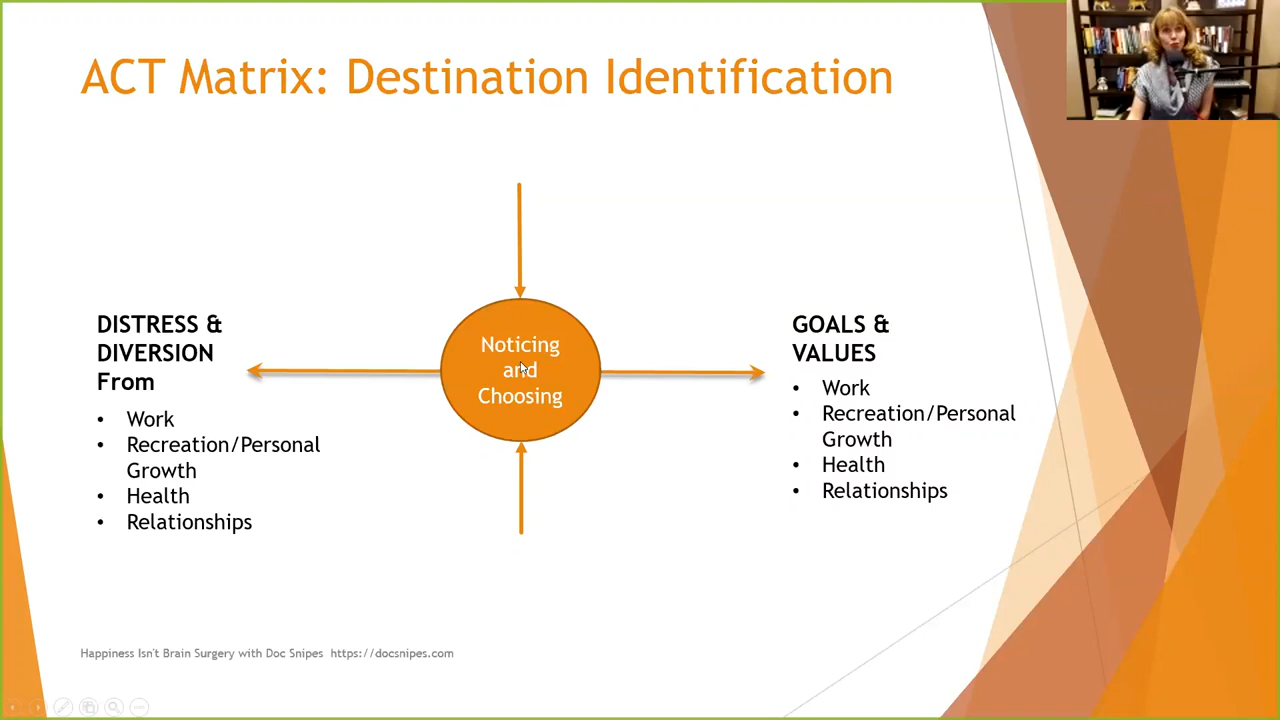 ACT Matrix: Destination Identification
DISTRESS &
DIVERSION
From
• Work
• Recreation/Personal
Growth
• Health
• Relationships
Noticing
and
Choosing
GOALS &
VALUES
• Work
• Recreation/Personal
Growth
• Health
• Relationships
Happiness Isn't Brain Surgery with Doc Snipes https://docsnipes.com